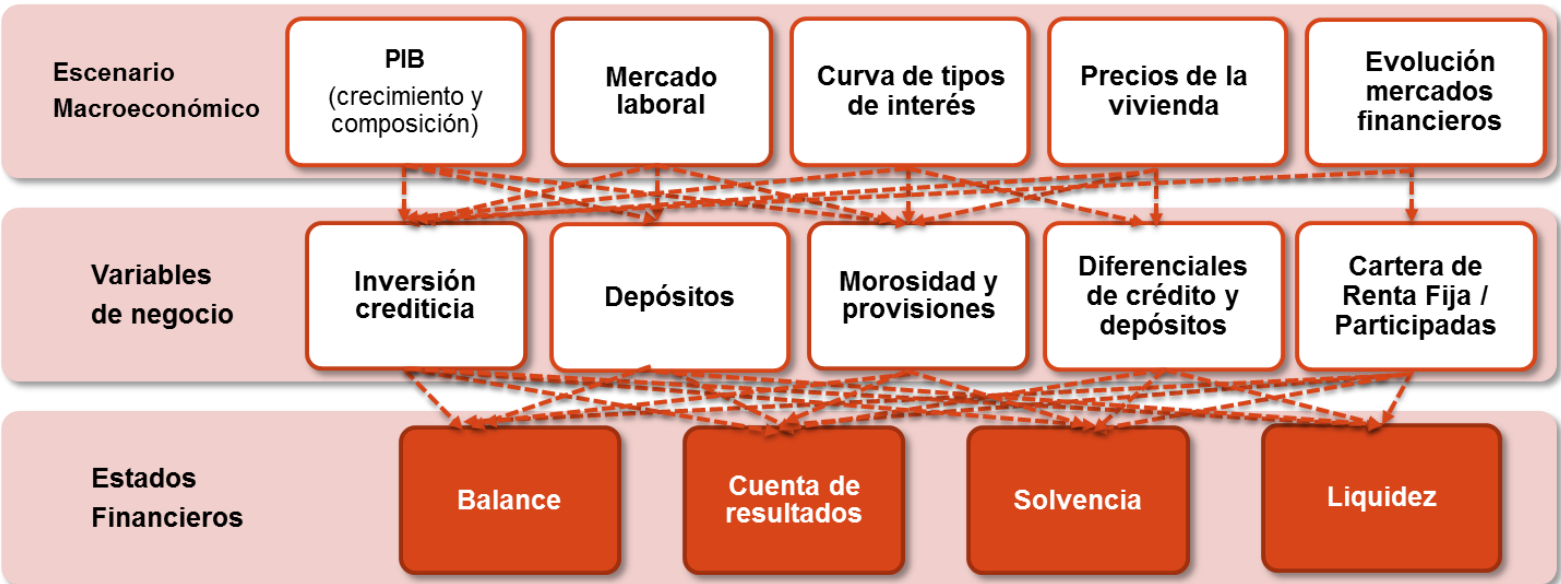 Escenario
Macroeconómico
PIB
(crecimiento y
composición)
Mercado
laboral
Curva de tipos
de interés
Precios de la
vivienda
Evolución
mercados
financieros
Variables
de negocio
Inversión
crediticia
Depósitos
Morosidad y
provisiones
Diferenciales
de crédito y
depósitos
Cartera de
Renta Fija /
Participadas
Estados
Financieros
Balance
Cuenta de
resultados
Solvencia
Liquidez